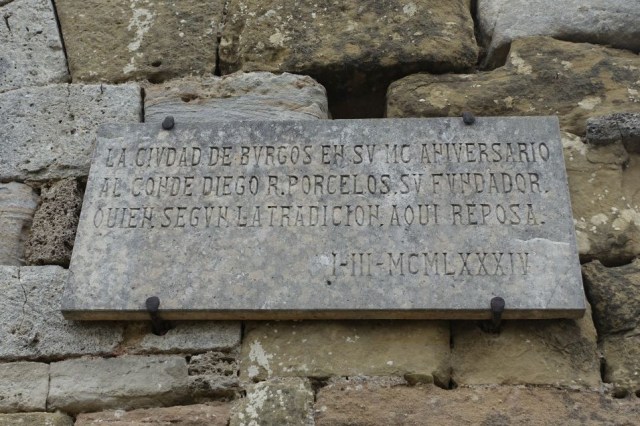 LA CIVDAD DE BVRGOS EN SV MC ANIVERSARIO
AL CONDE DIEGO R. PORCELOS, SV FVNDADOR,
QUIEN, SEGVN LA TRADICION, AQUI REPOSA.
I-III-MCMLXXXIV